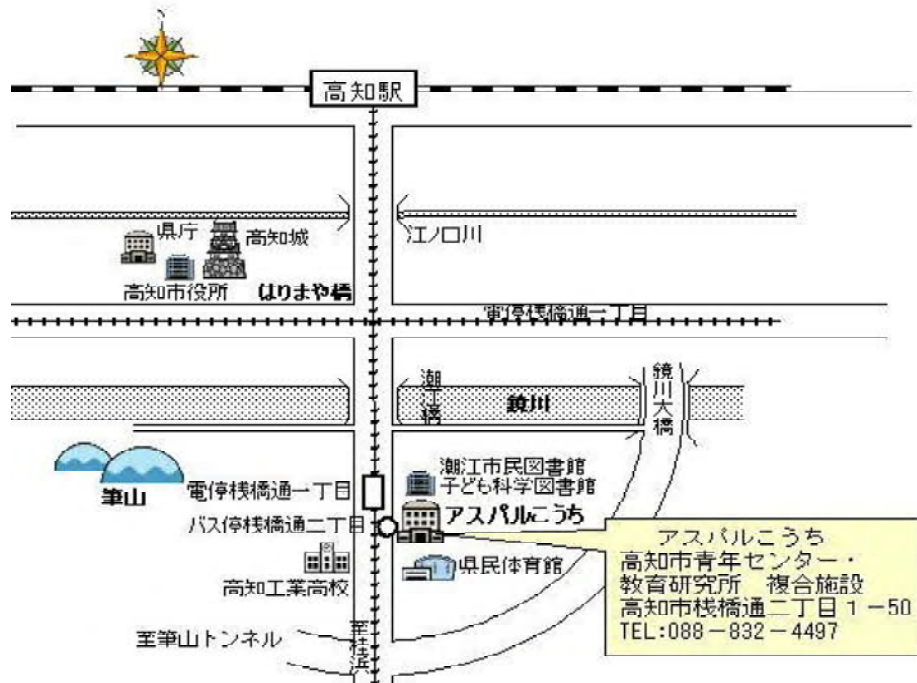 高知駅
県庁
高知城
江ノ口川
高知市役所
はりまや橋
電停桟橋通一丁目
潮江橋
鏡川
鏡川大橋
筆山
電停桟橋通一丁目
潮江市民図書館
子ども科学図書館
バス停桟橋通二丁目
アスパルこうち
高知工業高校
県民体育館
アスパルこうち
高知市青年センター・
教育研究所 複合施設
高知市桟橋通二丁目1-50
TEL:088-832-4497
至筆山トンネル
至桂浜